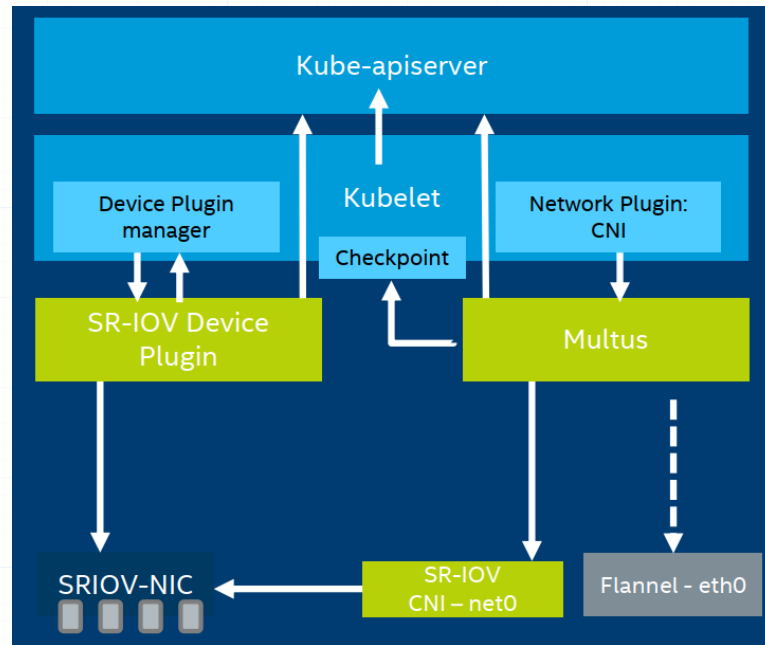 Kube-apiserver
Kubelet
Device Plugin
manager
Network Plugin:
CNI
Checkpoint
SR-IOV Device
Plugin
Multus
SRIOV-NIC
SR-IOV
CNI – net0
Flannel - eth0